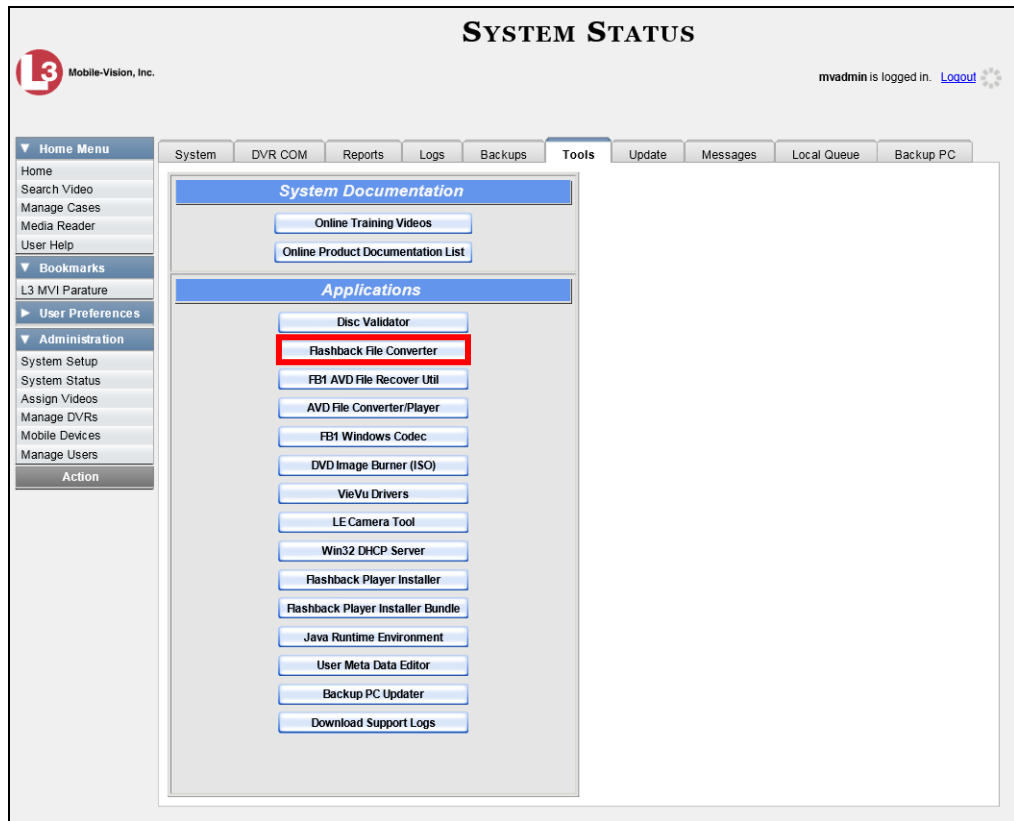 SYSTEM STATUS
L3 Mobile-Vision, Inc.
mvadmin is logged in. Logout
Home Menu
Home
Search Video
Manage Cases
Media Reader
User Help
Bookmarks
L3 MVI Parature
User Preferences
Administration
System Setup
System Status
Assign Videos
Manage DVRs
Mobile Devices
Manage Users
Action
System DVR COM Reports Logs Backups Tools Update Messages Local Queue Backup PC
System Documentation
Online Training Videos
Online Product Documentation List
Applications
Disc Validator
Flashback File Converter
FB1 AVD File Recover Util
AVD File Converter/Player
FB1 Windows Codec
DVD Image Burner (ISO)
VieVu Drivers
LE Camera Tool
Win32 DHCP Server
Flashback Player Installer
Flashback Player Installer Bundle
Java Runtime Environment
User Meta Data Editor
Backup PC Updater
Download Support Logs